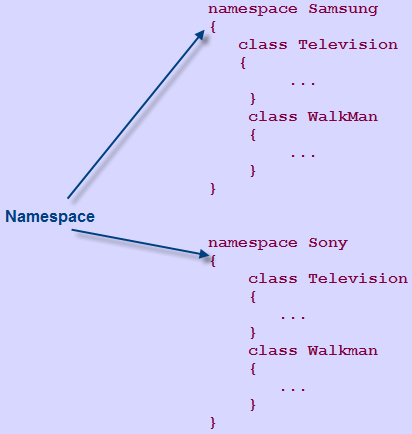 namespace Samsung
{
class Television
{
...
}
class WalkMan
{
...
}
}
Namespace
namespace Sony
{
class Television
{
...
}
class Walkman
{
...
}
}